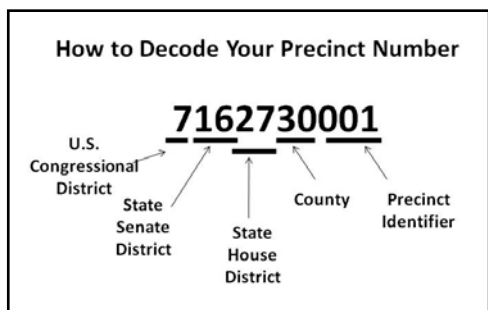 How to Decode Your Precinct Number
7162730001
U.S.
Congressional
District
State
Senate
District
State
House
District
County
Precinct
Identifier